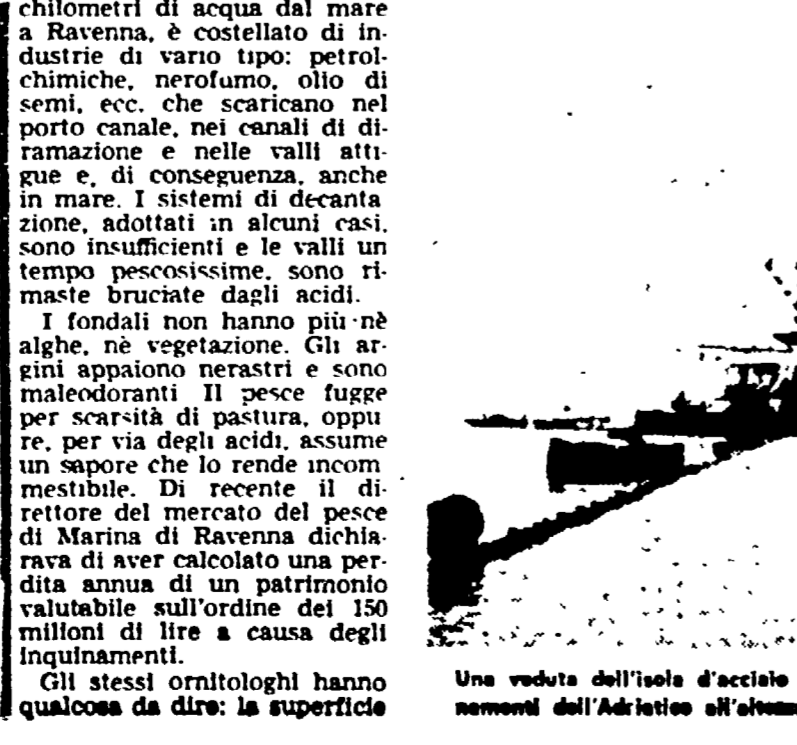 chilometri di acqua dal mare
a Ravenna, è costellato di in-
dustrie di vario tipo: petrol-
chimiche, nerofumo, olio di
semi, ecc. che scaricano nel
porto canale, nei canali di di-
ramazione e nelle valli atti-
gue e, di conseguenza, anche
in mare. I sistemi di decanta
zione, adottati in alcuni casi,
sono insufficienti e le valli un
tempo pescosissime, sono ri-
maste bruciate dagli acidi.
I fondali non hanno più nè
alghe, nè vegetazione. Gli ar-
gini appaiono nerastri e sono
maleodoranti Il pesce fugge
per scarsità di pastura, oppu
re, per via degli acidi, assume
un sapore che lo rende incom
mestibile. Di recente il di-
rettore del mercato del pesce
di Marina di Ravenna dichia-
rava di aver calcolato una per-
dita annua di un patrimonio
valutabile sull'ordine dei 150
milioni di lire a causa degli
inquinamenti.
Gli stessi ornitologhi hanno
qualcosa da dire: la superficie
Una veduta dell'isola d'acciaio
namenti dell'Adriatico